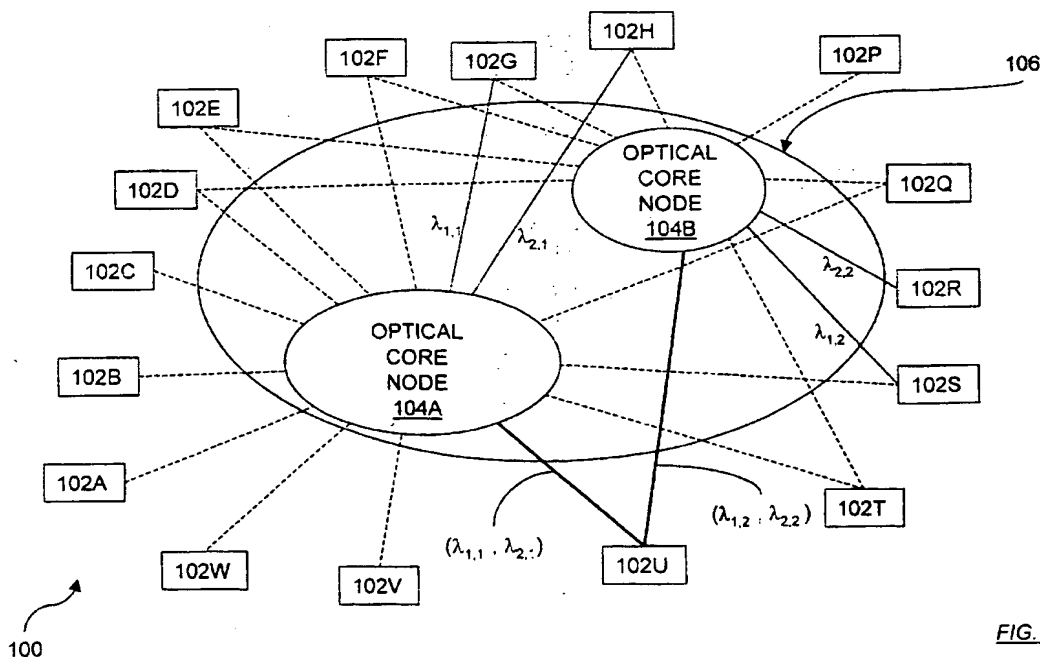 102H
102F
102G
102P
106
102E
OPTICAL
CORE
NODE
104B
102D
102Q
λ1,1
λ2,1
102C
λ2,2
102R
OPTICAL
CORE
NODE
104A
λ1,2
102B
102S
102A
102T
(λ1,1 , λ2,1)
(λ1,2 , λ2,2)
102W
102V
102U
100
FIG.